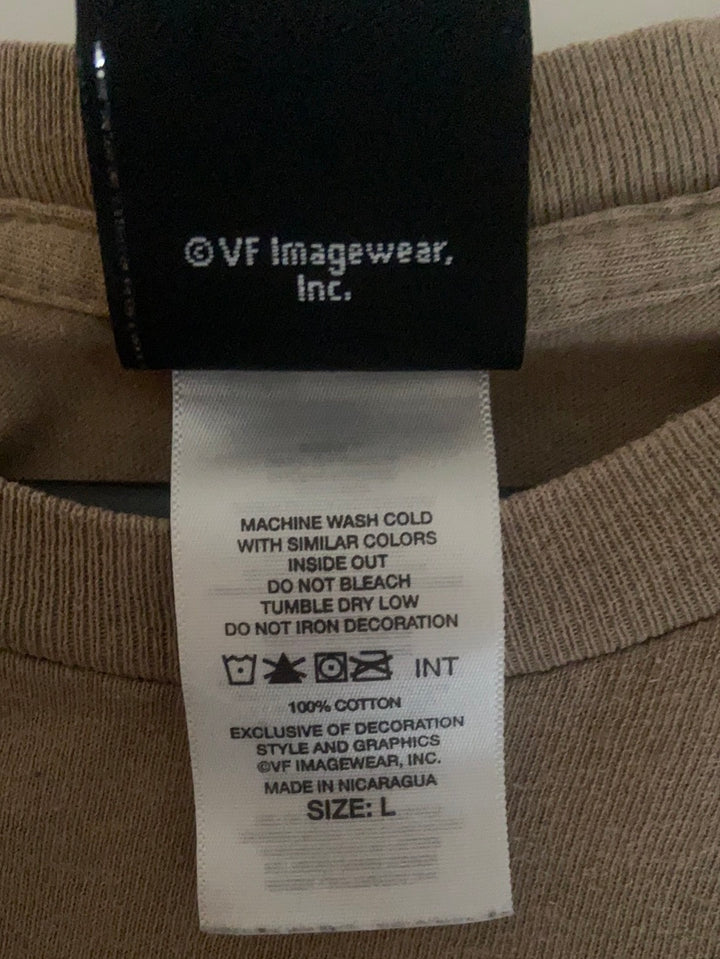 ©VF Imagewear,
Inc.
MACHINE WASH COLD
WITH SIMILAR COLORS
INSIDE OUT
DO NOT BLEACH
TUMBLE DRY LOW
DO NOT IRON DECORATION
INT
100% COTTON
EXCLUSIVE OF DECORATION
STYLE AND GRAPHICS
©VF IMAGEWEAR, INC.
MADE IN NICARAGUA
SIZE: L